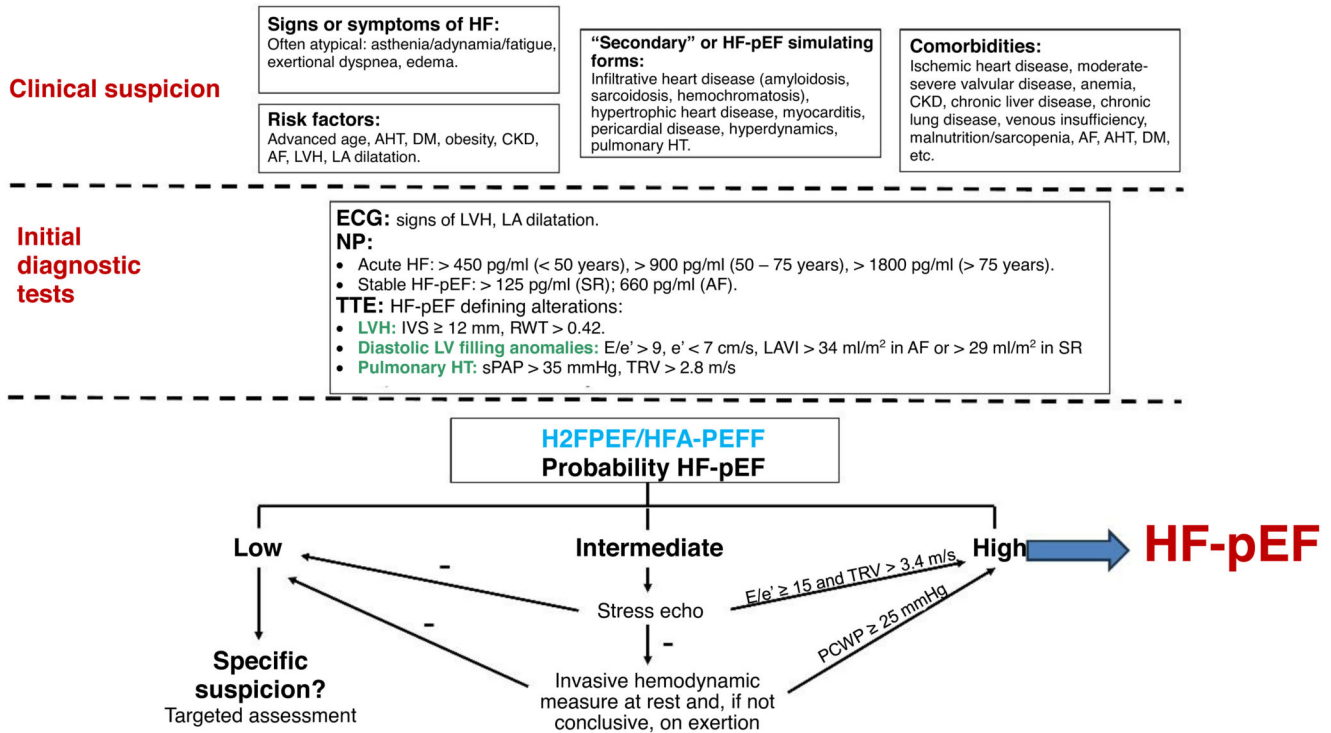 Clinical suspicion
Signs or symptoms of HF:
Often atypical: asthenia/adynamia/fatigue,
exertional dyspnea, edema.
Risk factors:
Advanced age, AHT, DM, obesity, CKD,
AF, LVH, LA dilatation.
“Secondary” or HF-pEF simulating
forms:
Infiltrative heart disease (amyloidosis,
sarcoidosis, hemochromatosis),
hypertrophic heart disease, myocarditis,
pericardial disease, hyperdynamics,
pulmonary HT.
Comorbidities:
Ischemic heart disease, moderate-
severe valvular disease, anemia,
CKD, chronic liver disease, chronic
lung disease, venous insufficiency,
malnutrition/sarcopenia, AF, AHT, DM,
etc.
Initial
diagnostic
tests
ECG: signs of LVH, LA dilatation.
NP:
• Acute HF: > 450 pg/ml (< 50 years), > 900 pg/ml (50 – 75 years), > 1800 pg/ml (> 75 years).
• Stable HF-pEF: > 125 pg/ml (SR); 660 pg/ml (AF).
TTE: HF-pEF defining alterations:
• LVH: IVS ≥ 12 mm, RWT > 0.42.
• Diastolic LV filling anomalies: E/e’ > 9, e’ < 7 cm/s, LAVI > 34 ml/m² in AF or > 29 ml/m² in SR
• Pulmonary HT: sPAP > 35 mmHg, TRV > 2.8 m/s
H2FPEF/HFA-PEFF
Probability HF-pEF
Low
Intermediate
High
HF-pEF
–
E/e’ ≥ 15 and TRV > 3.4 m/s
Stress echo
–
–
PCWP ≥ 25 mmHg
Specific
suspicion?
Targeted assessment
Invasive hemodynamic
measure at rest and, if not
conclusive, on exertion